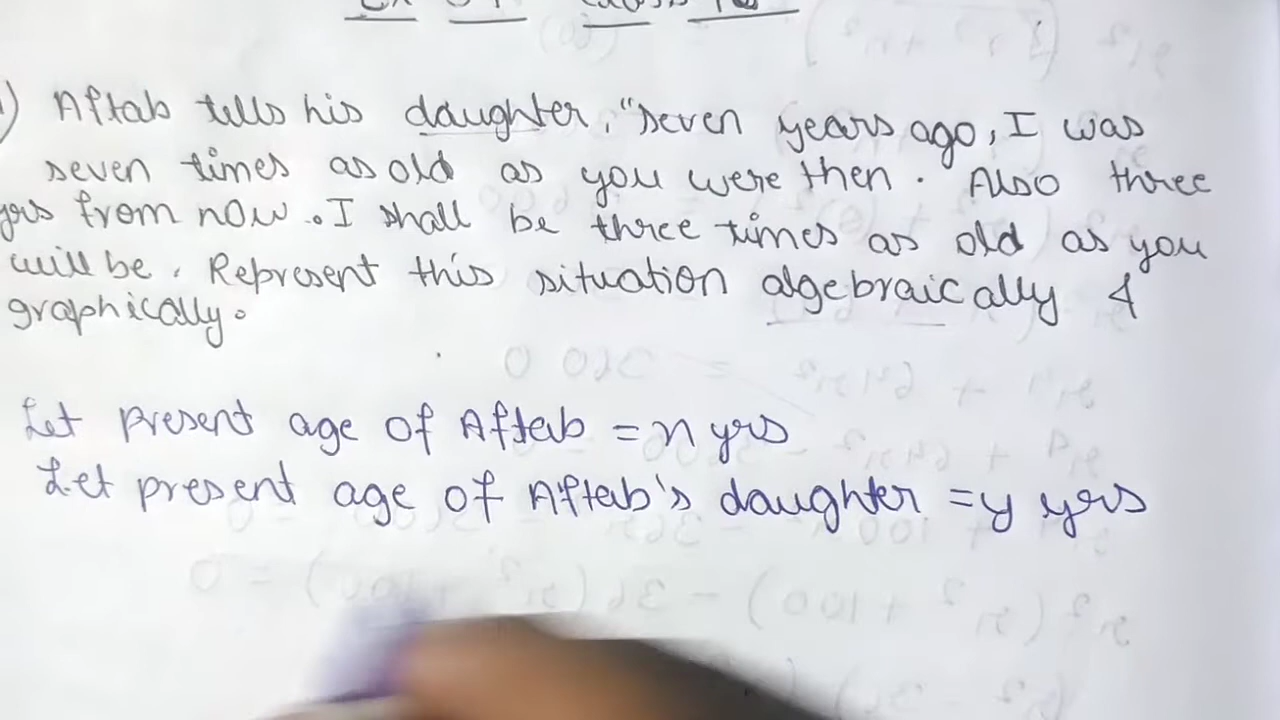 Aftab tells his daughter, "Seven years ago, I was
seven times as old as you were then. Also three
yrs from now. I shall be three times as old as you
will be. Represent this situation algebraically &
graphically.
Let present age of Aftab = x yrs
Let present age of Aftab's daughter = y yrs